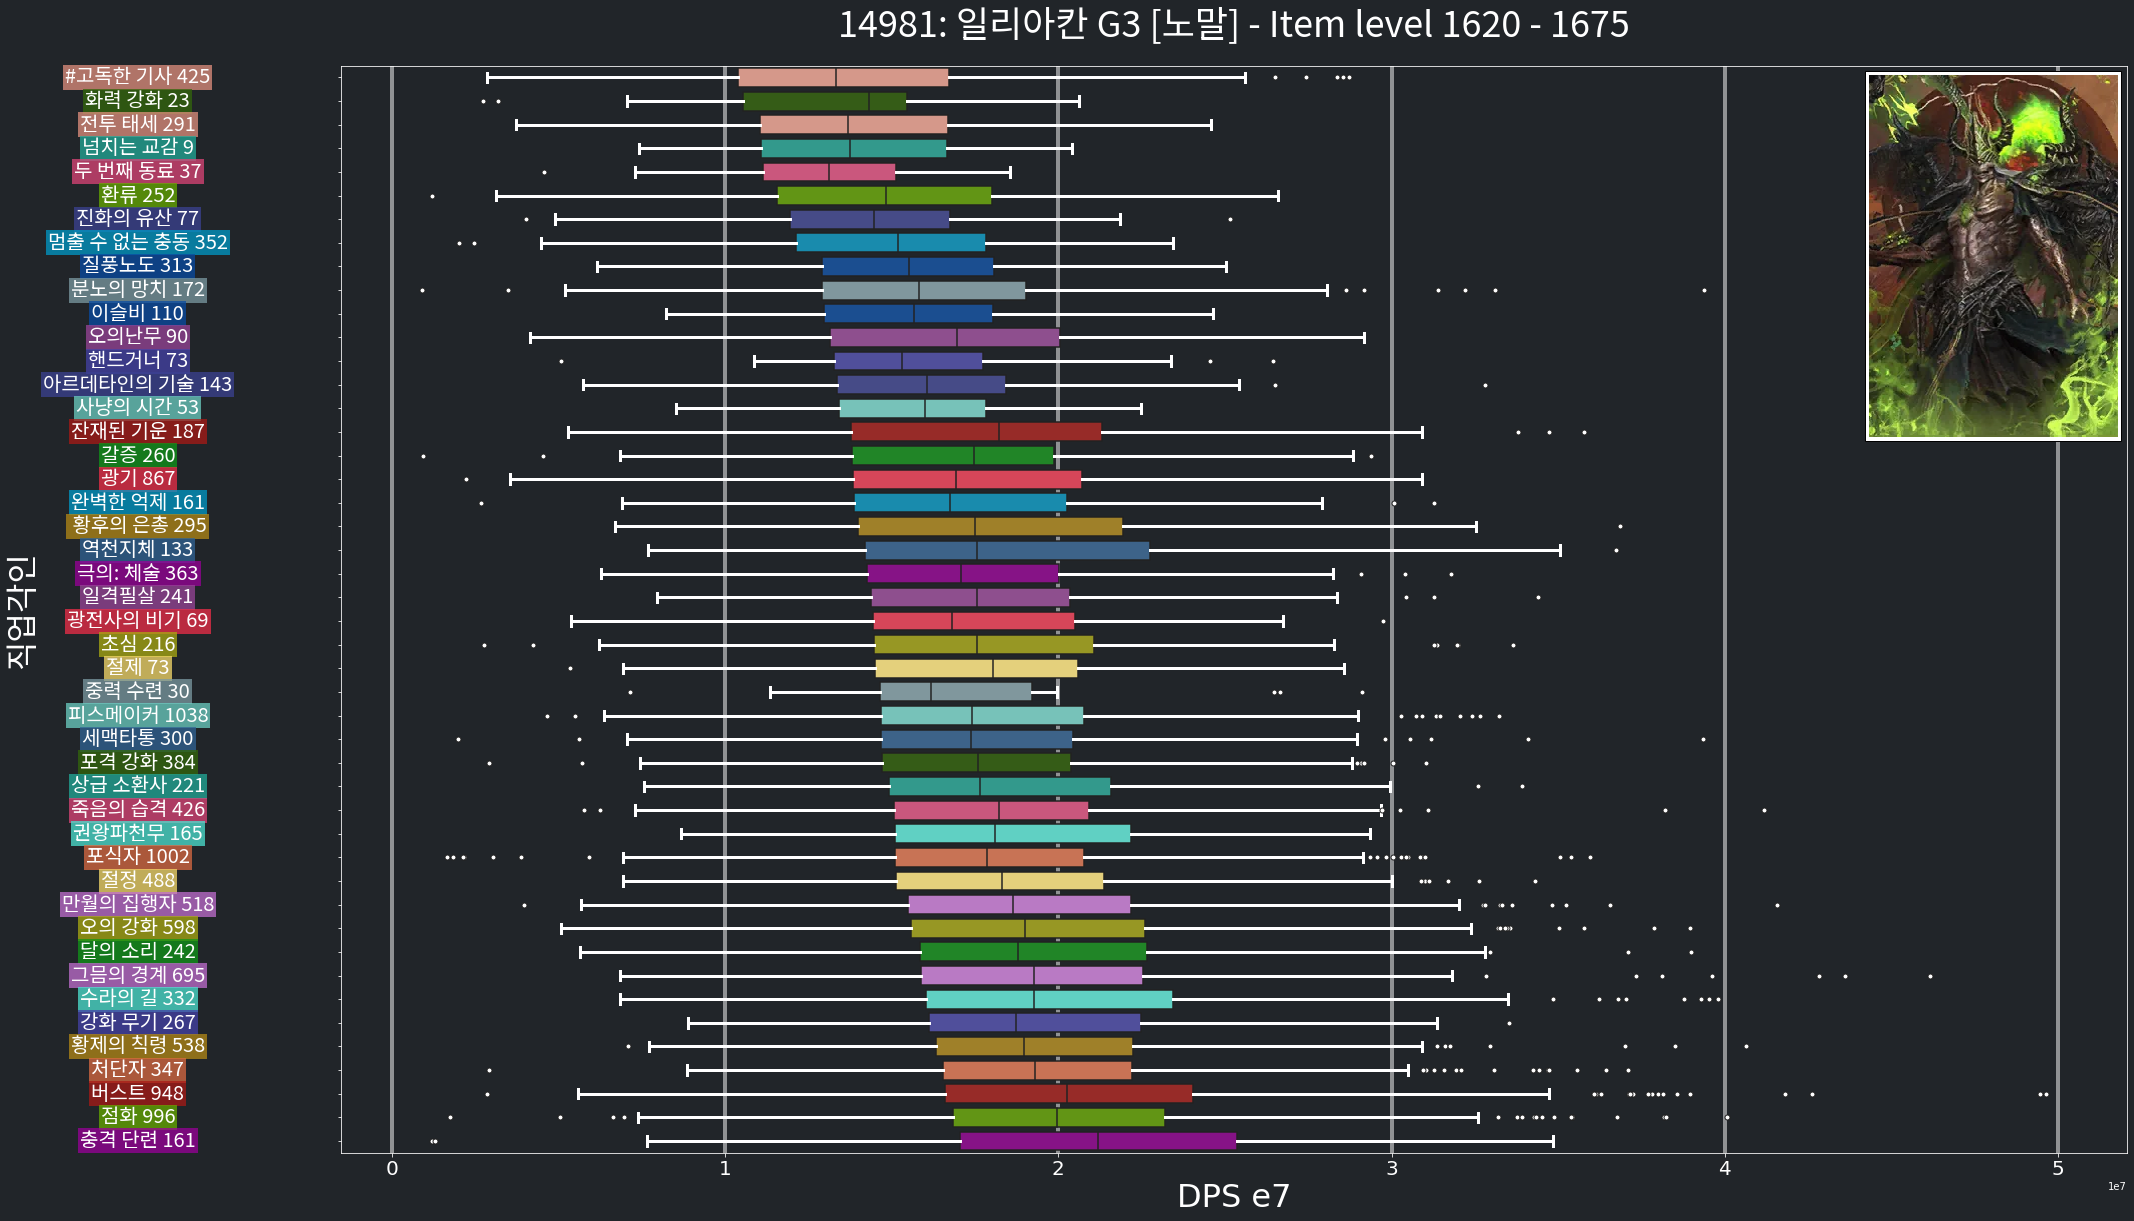 14981: 일리아칸 G3 [노말] - Item level 1620 - 1675
직업각인
#고독한 기사 425
화력 강화 23
전투 태세 291
넘치는 교감 9
두 번째 동료 37
환류 252
진화의 유산 77
멈출 수 없는 충동 352
질풍노도 313
분노의 망치 172
이슬비 110
오의난무 90
핸드거너 73
아르데타인의 기술 143
사냥의 시간 53
잔재된 기운 187
갈증 260
광기 867
완벽한 억제 161
황후의 은총 295
역천지체 133
극의: 체술 363
일격필살 241
광전사의 비기 69
초심 216
절제 73
중력 수련 30
피스메이커 1038
세맥타통 300
포격 강화 384
상급 소환사 221
죽음의 습격 426
권왕파천무 165
포식자 1002
절정 488
만월의 집행자 518
오의 강화 598
달의 소리 242
그믐의 경계 695
수라의 길 332
강화 무기 267
황제의 칙령 538
처단자 347
버스트 948
점화 996
충격 단련 161
0 1 2 3 4 5
DPS e7
1e7